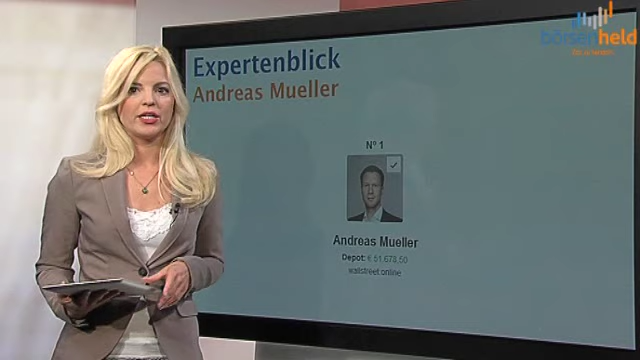 börsenheld
Expertenblick
Andreas Mueller
Nº 1
Andreas Mueller
Depot: € 51.678,50
wallstreet:online